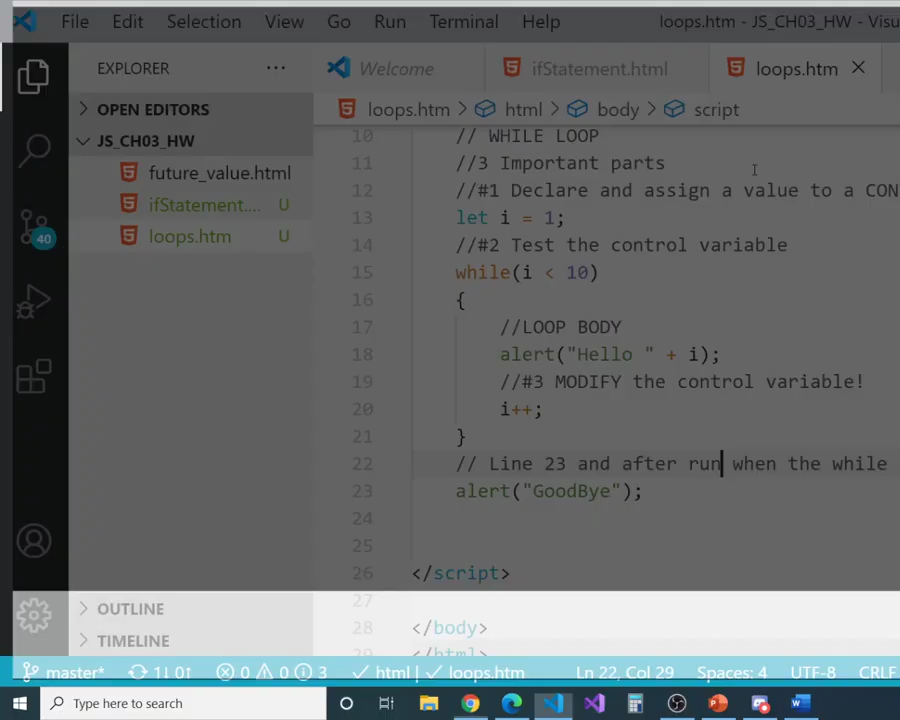 File Edit Selection View Go Run Terminal Help loops.htm - JS_CH03_HW - Visu
EXPLORER ··· Welcome ifStatement.html loops.htm
OPEN EDITORS loops.htm > html > body > script
JS_CH03_HW
future_value.html
ifStatement.... U
loops.htm U
40
10 // WHILE LOOP
11 //3 Important parts
12 //#1 Declare and assign a value to a CON
13 let i = 1;
14 //#2 Test the control variable
15 while(i < 10)
16 {
17 //LOOP BODY
18 alert("Hello " + i);
19 //#3 MODIFY the control variable!
20 i++;
21 }
22 // Line 23 and after run when the while
23 alert("GoodBye");
24
25
26 </script>
27
28 </body>
29 </html>
OUTLINE
TIMELINE
master* 1↓ 0↑ 0 0 3 html loops.htm Ln 22, Col 29 Spaces: 4 UTF-8 CRLF
Type here to search